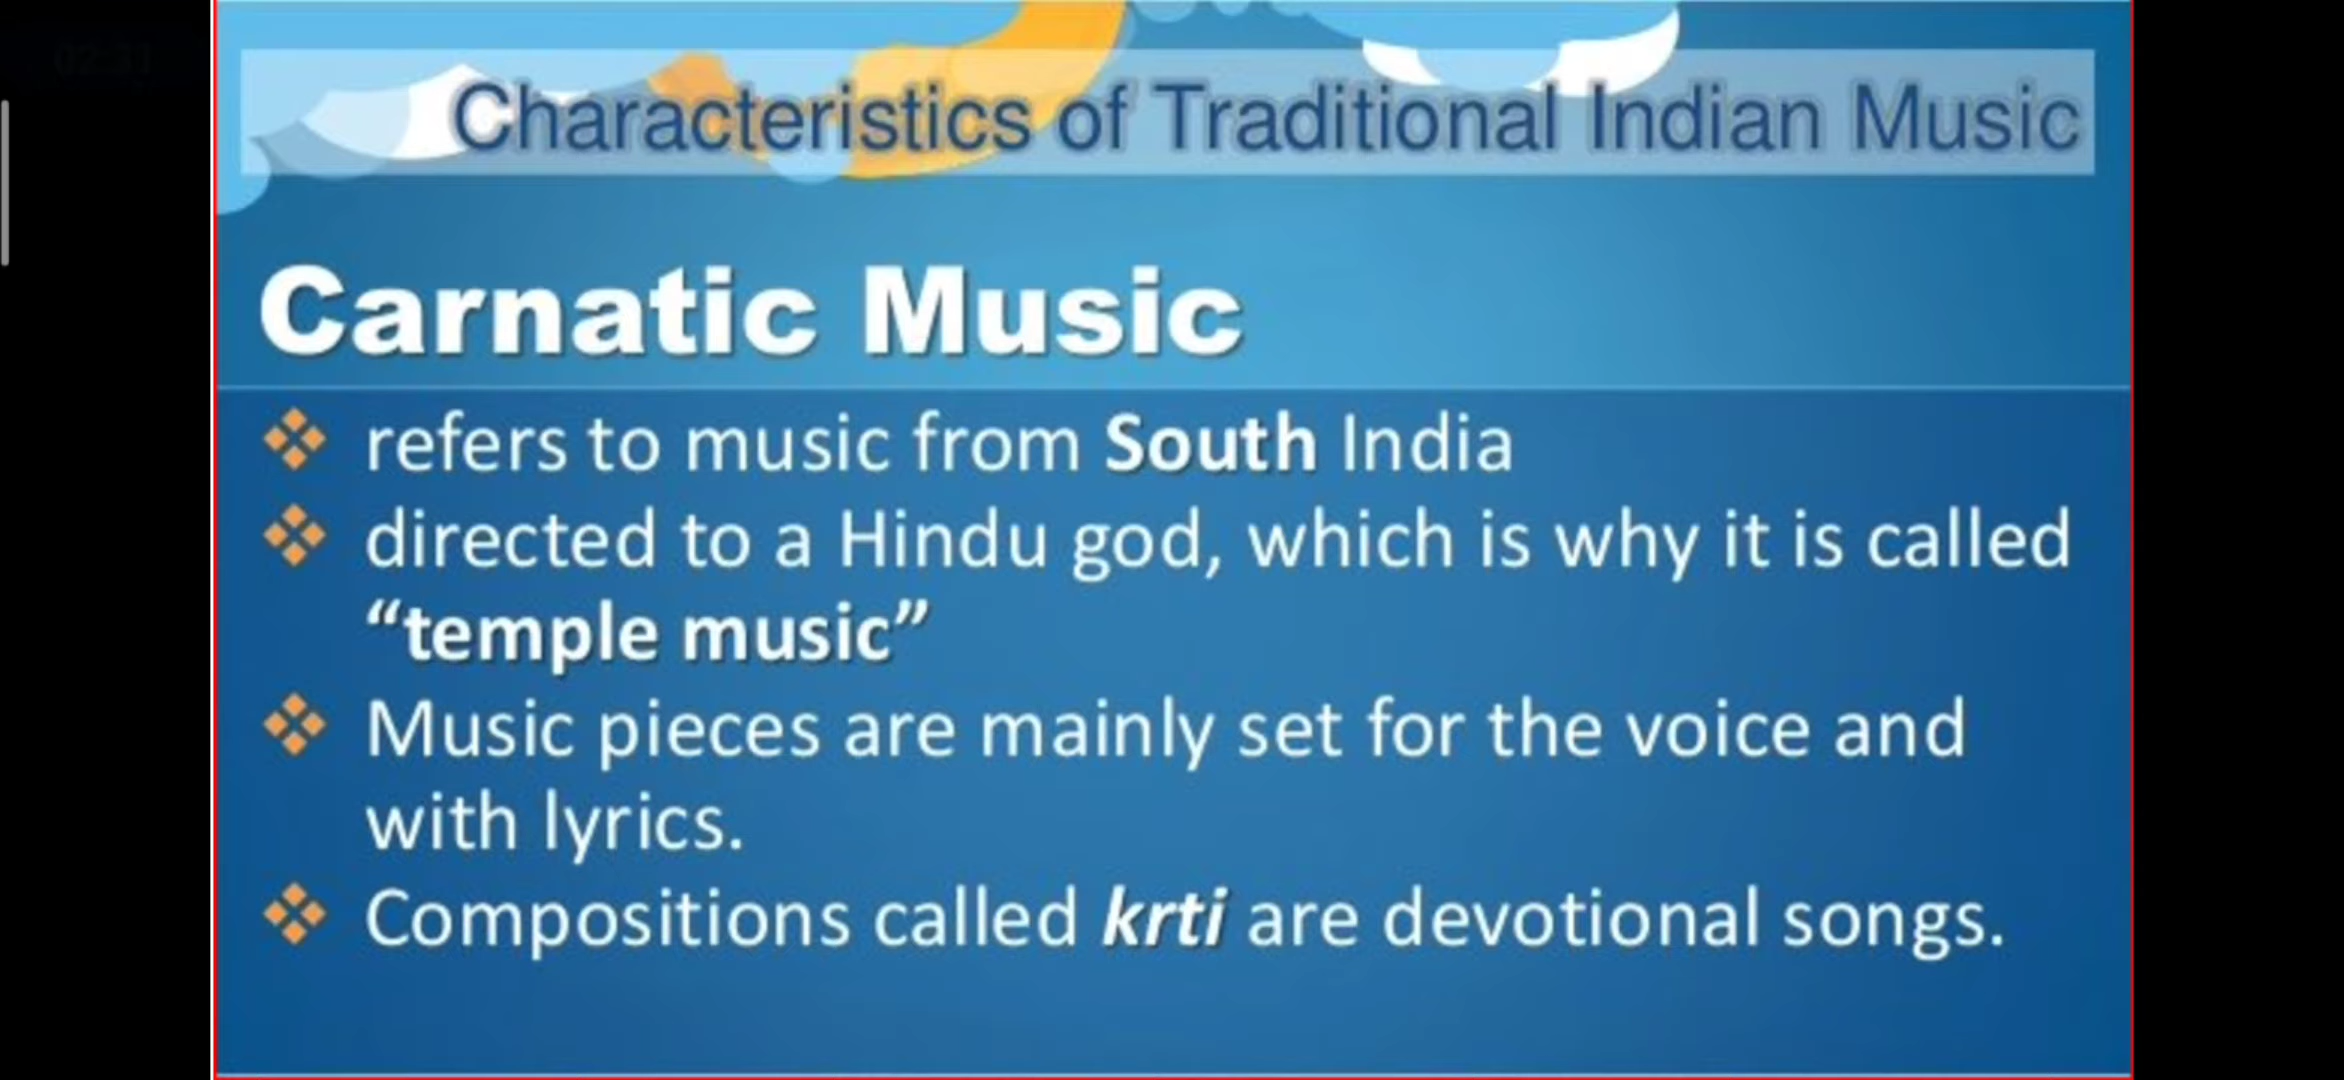 Characteristics of Traditional Indian Music
Carnatic Music
refers to music from South India
directed to a Hindu god, which is why it is called
“temple music”
Music pieces are mainly set for the voice and
with lyrics.
Compositions called krti are devotional songs.